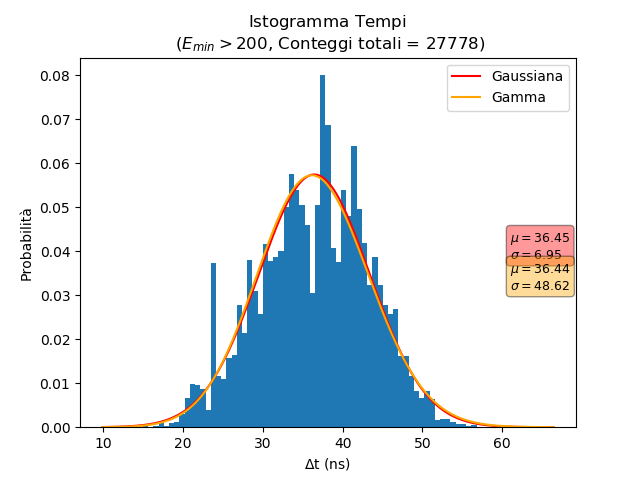 Istogramma Tempi
(E_min > 200, Conteggi totali = 27778)
Gaussiana
Gamma
0.08
0.07
0.06
0.05
0.04
0.03
0.02
0.01
0.00
Probabilità
μ = 36.45
σ = 6.95
μ = 36.44
σ = 48.62
10 20 30 40 50 60
Δt (ns)